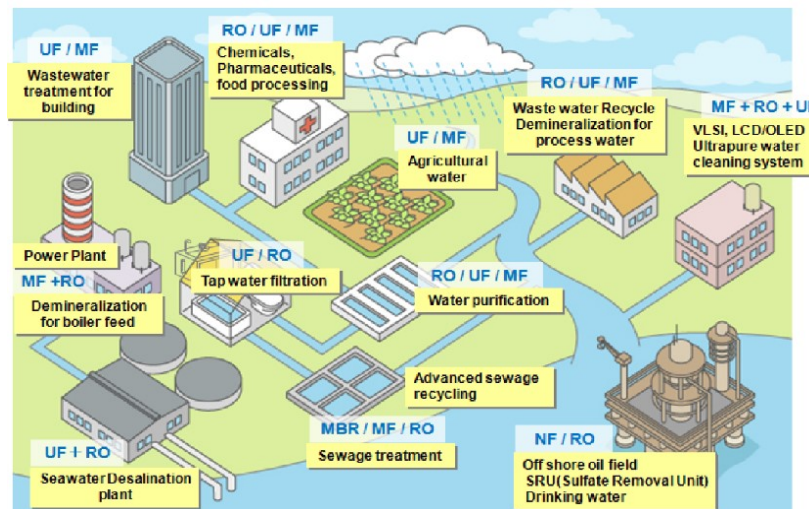 UF / MF
Wastewater
treatment for
building
RO / UF / MF
Chemicals,
Pharmaceuticals,
food processing
RO / UF / MF
Waste water Recycle
Demineralization for
process water
MF + RO + U
VLSI, LCD/OLED
Ultrapure water
cleaning system
UF / MF
Agricultural
water
Power Plant
MF +RO
Demineralization
for boiler feed
UF / RO
Tap water filtration
RO / UF / MF
Water purification
Advanced sewage
recycling
MBR / MF / RO
Sewage treatment
UF + RO
Seawater Desalination
plant
NF / RO
Off shore oil field
SRU(Sulfate Removal Unit)
Drinking water